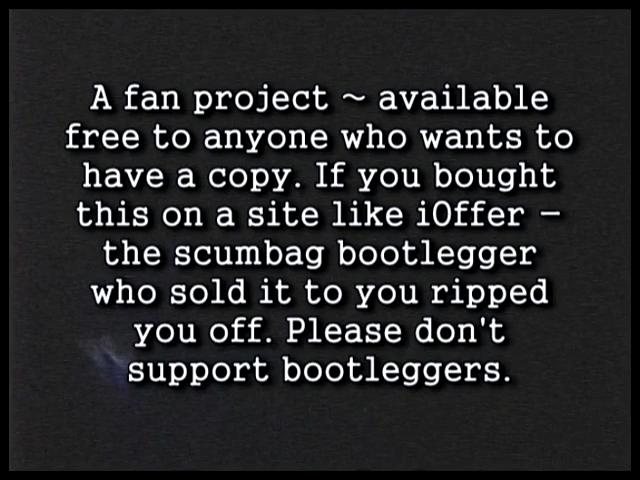 A fan project ~ available
free to anyone who wants to
have a copy. If you bought
this on a site like iOffer –
the scumbag bootlegger
who sold it to you ripped
you off. Please don't
support bootleggers.